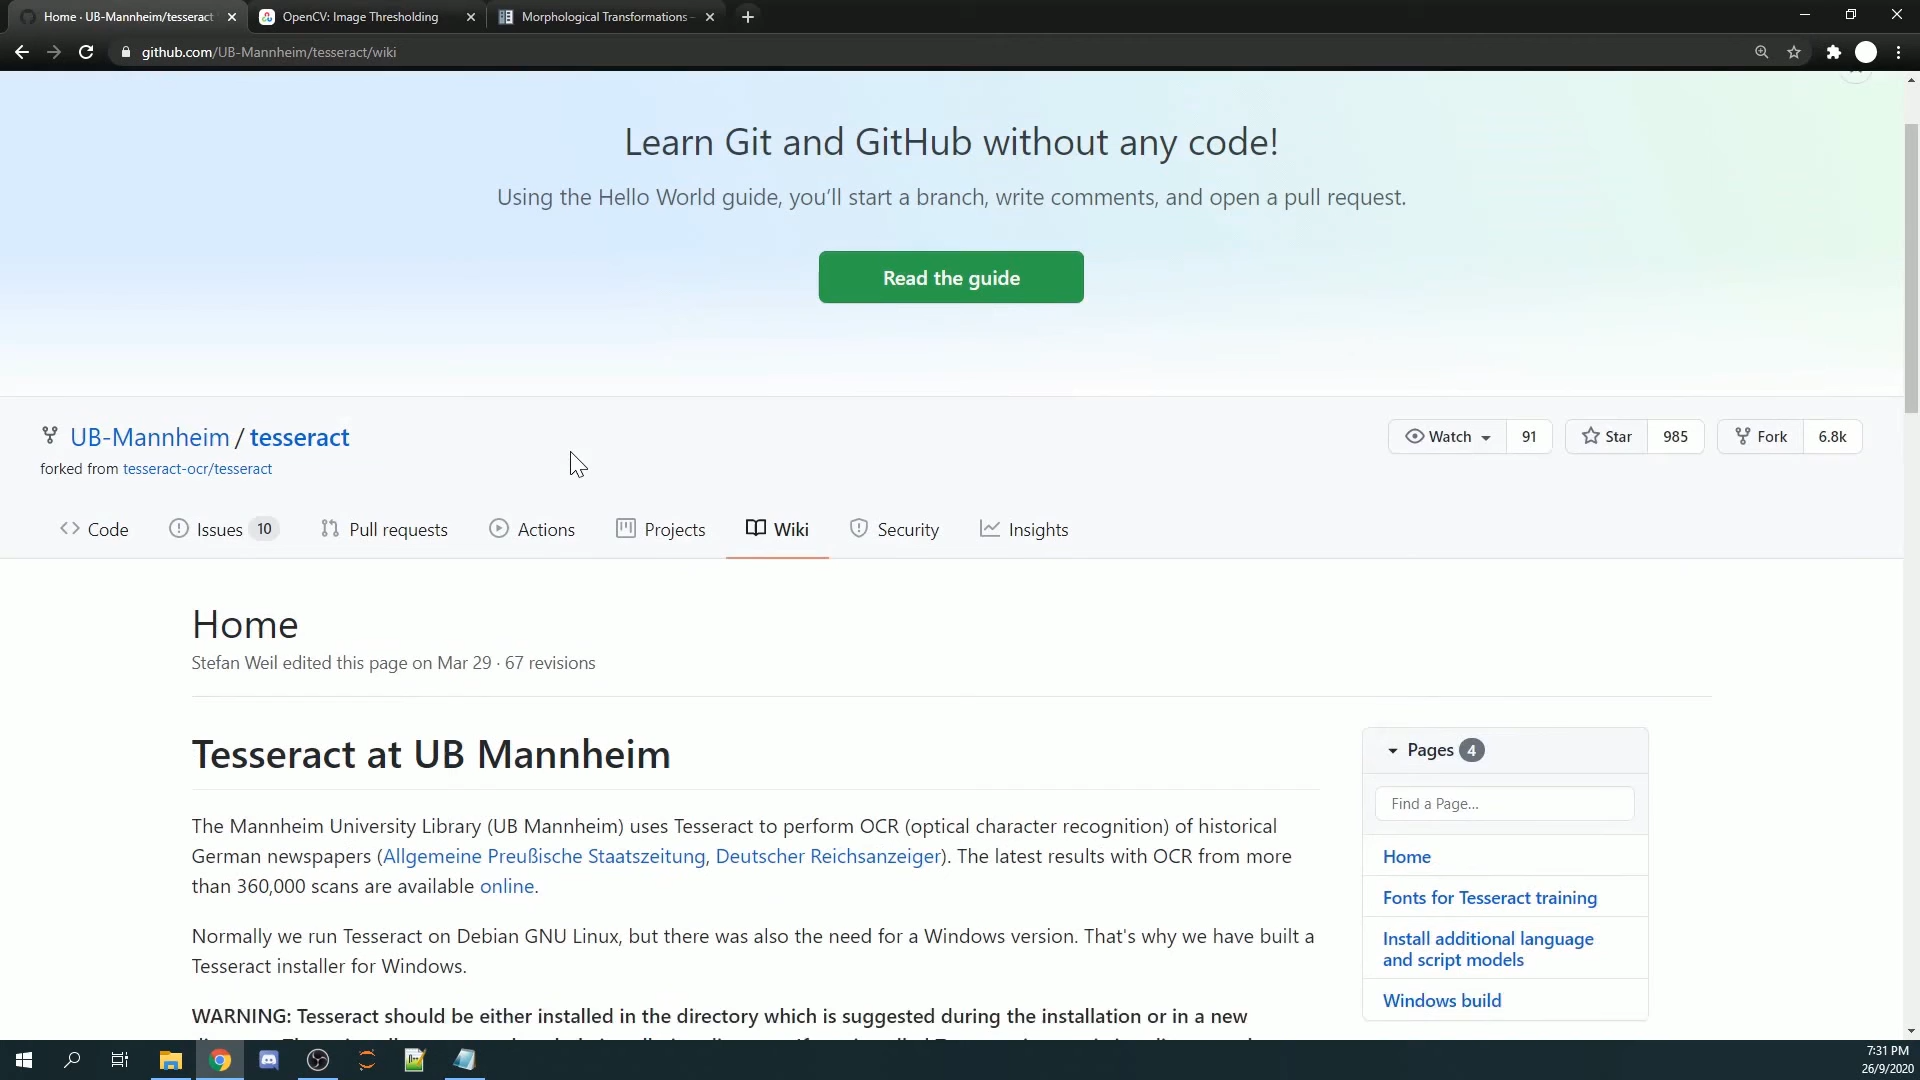 Home · UB-Mannheim/tesseract
OpenCV: Image Thresholding
Morphological Transformations -
github.com/UB-Mannheim/tesseract/wiki
Learn Git and GitHub without any code!
Using the Hello World guide, you’ll start a branch, write comments, and open a pull request.
Read the guide
UB-Mannheim / tesseract
forked from tesseract-ocr/tesseract
Watch 91
Star 985
Fork 6.8k
Code
Issues 10
Pull requests
Actions
Projects
Wiki
Security
Insights
Home
Stefan Weil edited this page on Mar 29 · 67 revisions
Tesseract at UB Mannheim
The Mannheim University Library (UB Mannheim) uses Tesseract to perform OCR (optical character recognition) of historical
German newspapers (Allgemeine Preußische Staatszeitung, Deutscher Reichsanzeiger). The latest results with OCR from more
than 360,000 scans are available online.
Normally we run Tesseract on Debian GNU Linux, but there was also the need for a Windows version. That's why we have built a
Tesseract installer for Windows.
WARNING: Tesseract should be either installed in the directory which is suggested during the installation or in a new
Pages 4
Find a Page...
Home
Fonts for Tesseract training
Install additional language
and script models
Windows build
7:31 PM
26/9/2020